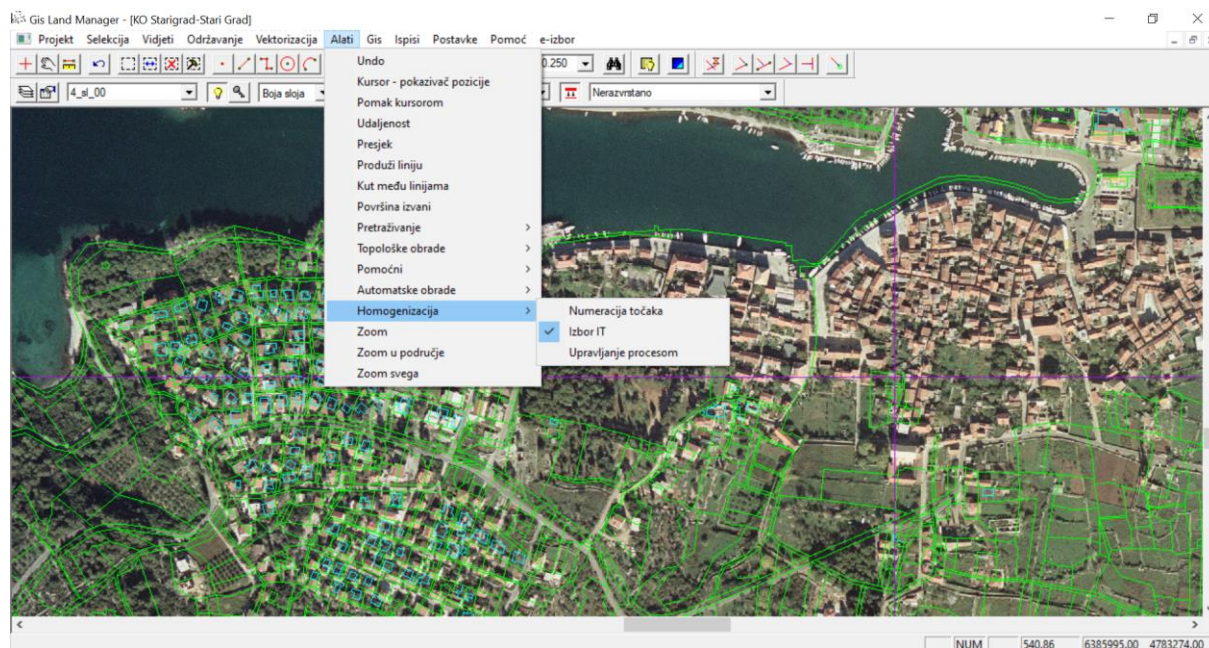 Gis Land Manager - [KO Starigrad-Stari Grad]
Projekt Selekcija Vidjeti Održavanje Vektorizacija Alati Gis Ispisi Postavke Pomoć e-izbor
0.250
4_sl_00 Boja sloja Nerazvrstano
Undo
Kursor - pokazivač pozicije
Pomak kursorom
Udaljenost
Presjek
Produži liniju
Kut među linijama
Površina izvani
Pretraživanje
Topološke obrade
Pomoćni
Automatske obrade
Homogenizacija
Zoom
Zoom u područje
Zoom svega
Numeracija točaka
Izbor IT
Upravljanje procesom
NUM 540.86 6385995.00 4783274.00